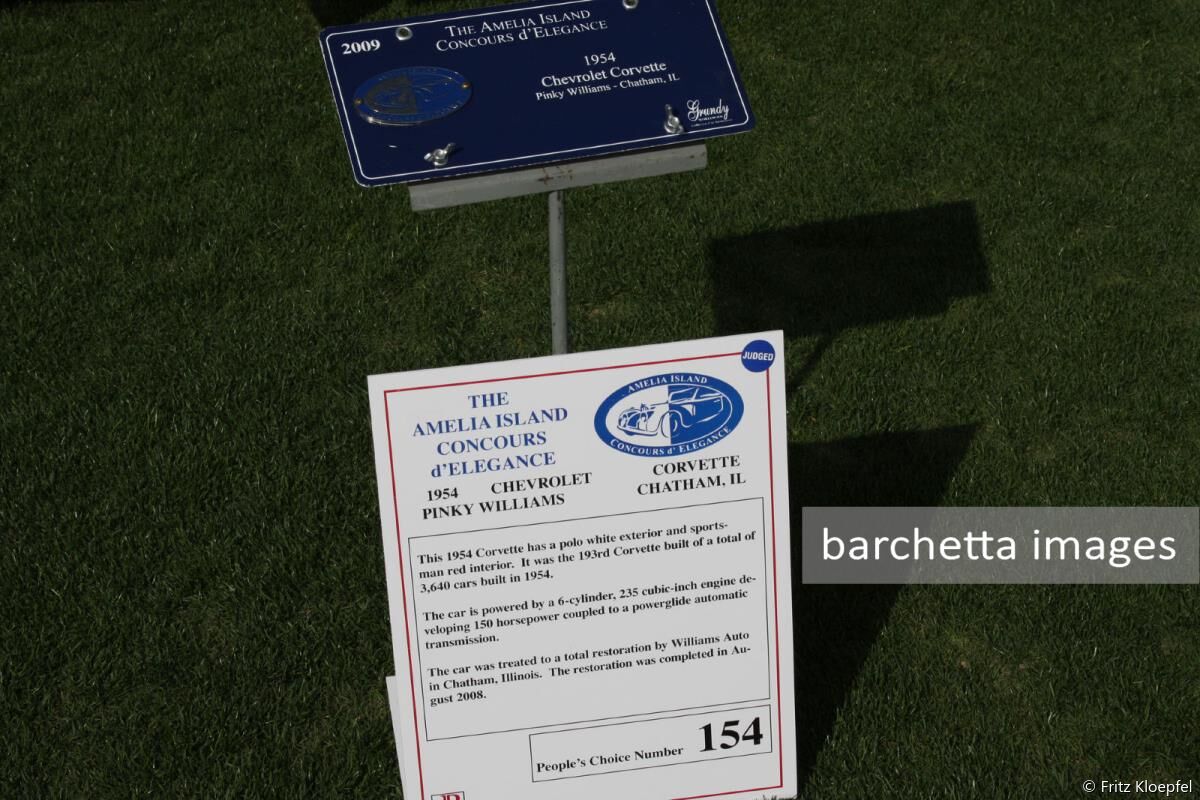 2009
THE AMELIA ISLAND
CONCOURS d'ELEGANCE
1954
Chevrolet Corvette
Pinky Williams - Chatham, IL
Grundy
JUDGED
THE
AMELIA ISLAND
CONCOURS
d'ELEGANCE
AMELIA ISLAND
CONCOURS d' ELEGANCE
1954 CHEVROLET CORVETTE
PINKY WILLIAMS CHATHAM, IL
This 1954 Corvette has a polo white exterior and sports-
man red interior. It was the 193rd Corvette built of a total of
3,640 cars built in 1954.
The car is powered by a 6-cylinder, 235 cubic-inch engine de-
veloping 150 horsepower coupled to a powerglide automatic
transmission.
The car was treated to a total restoration by Williams Auto
in Chatham, Illinois. The restoration was completed in Au-
gust 2008.
People's Choice Number 154
barchetta images
© Fritz Kloepfel